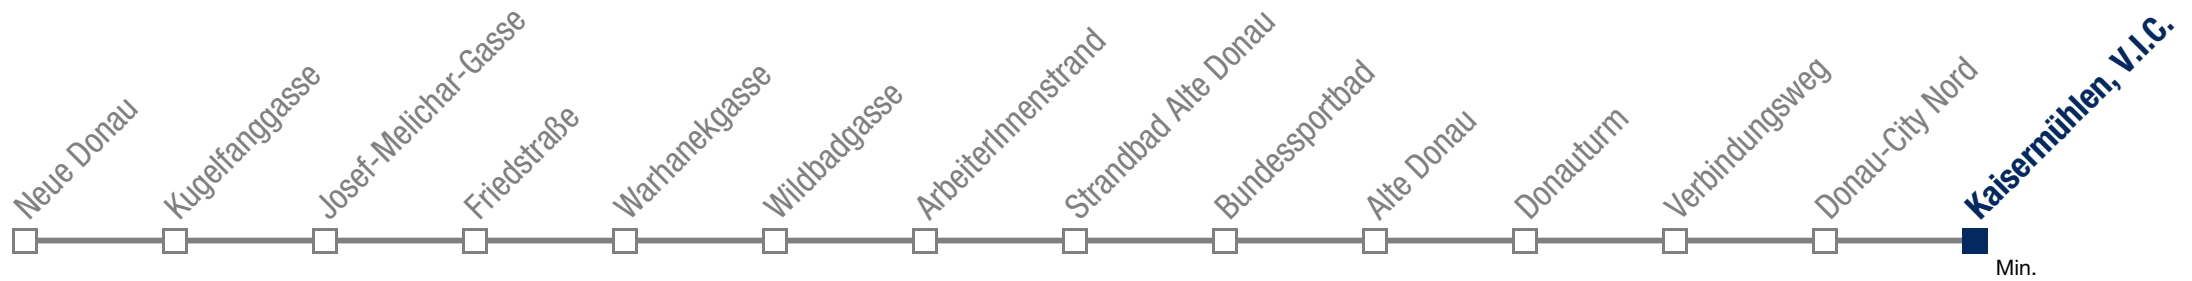 Neue Donau
Kugelfanggasse
Josef-Melichar-Gasse
Friedstraße
Warhanekgasse
Wildbadgasse
ArbeiterInnenstrand
Strandbad Alte Donau
Bundessportbad
Alte Donau
Donauturm
Verbindungsweg
Donau-City Nord
Kaisermühlen, V.I.C.
Min.